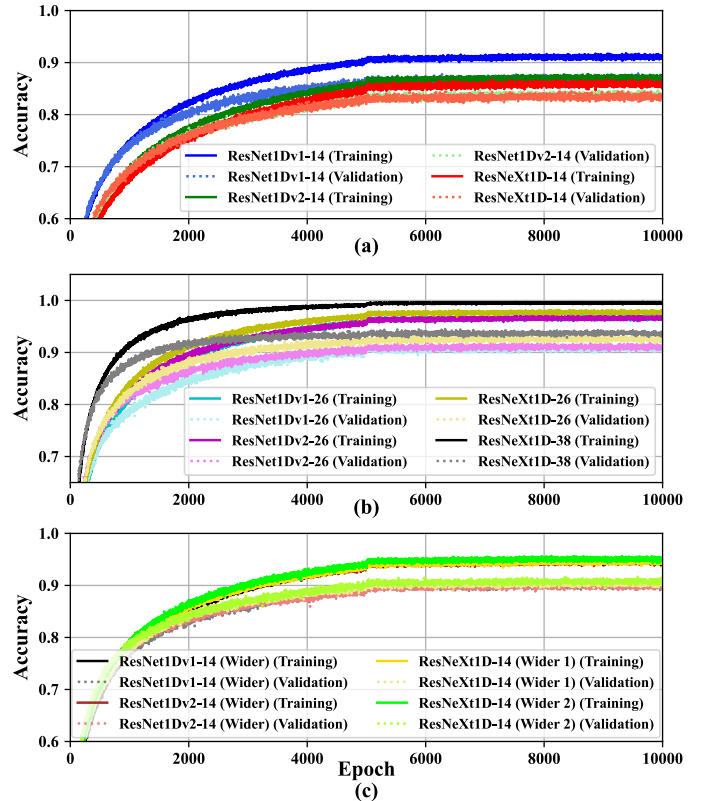 1.0
0.9
0.8
0.7
0.6
Accuracy
ResNet1Dv1-14 (Training)
ResNet1Dv1-14 (Validation)
ResNet1Dv2-14 (Training)
ResNet1Dv2-14 (Validation)
ResNeXt1D-14 (Training)
ResNeXt1D-14 (Validation)
0 2000 4000 6000 8000 10000
(a)
1.0
0.9
0.8
0.7
Accuracy
ResNet1Dv1-26 (Training)
ResNet1Dv1-26 (Validation)
ResNet1Dv2-26 (Training)
ResNet1Dv2-26 (Validation)
ResNeXt1D-26 (Training)
ResNeXt1D-26 (Validation)
ResNeXt1D-38 (Training)
ResNeXt1D-38 (Validation)
0 2000 4000 6000 8000 10000
(b)
1.0
0.9
0.8
0.7
0.6
Accuracy
ResNet1Dv1-14 (Wider) (Training)
ResNet1Dv1-14 (Wider) (Validation)
ResNet1Dv2-14 (Wider) (Training)
ResNet1Dv2-14 (Wider) (Validation)
ResNeXt1D-14 (Wider 1) (Training)
ResNeXt1D-14 (Wider 1) (Validation)
ResNeXt1D-14 (Wider 2) (Training)
ResNeXt1D-14 (Wider 2) (Validation)
0 2000 4000 6000 8000 10000
Epoch
(c)